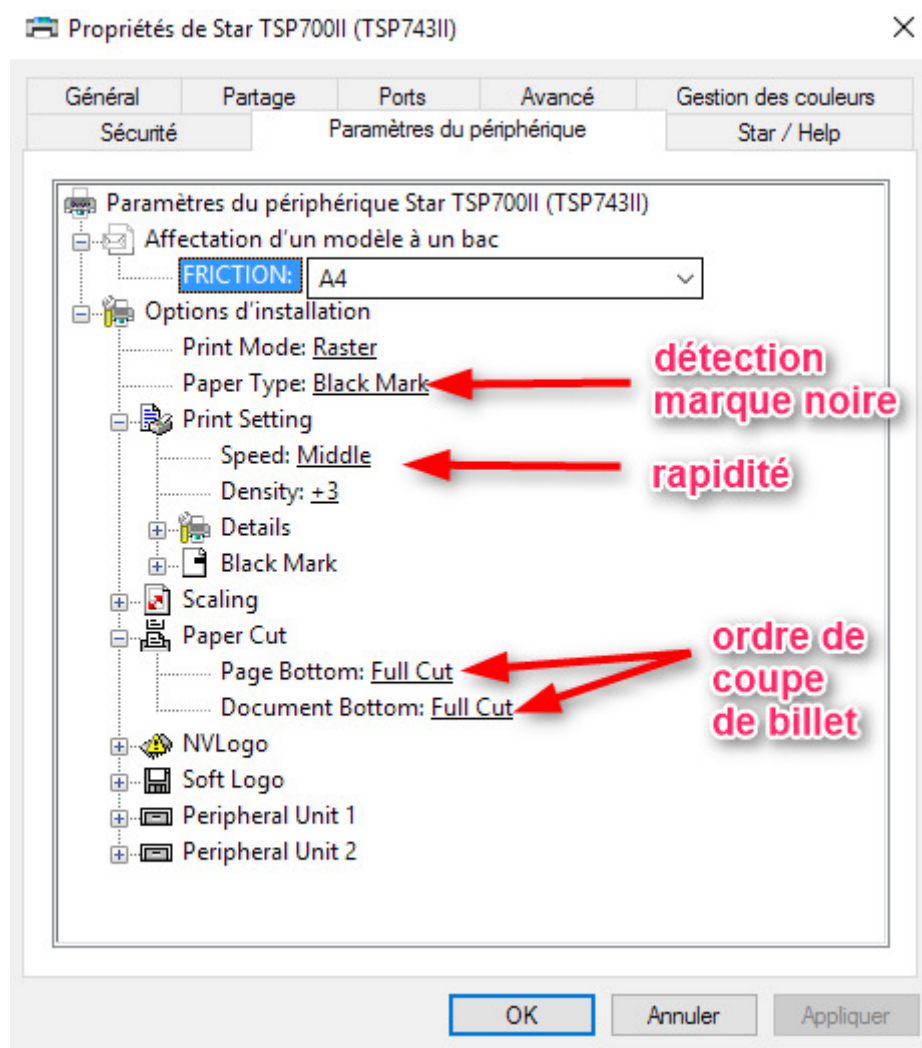 Propriétés de Star TSP700II (TSP743II)
Général Partage Ports Avancé Gestion des couleurs
Sécurité Paramètres du périphérique Star / Help
Paramètres du périphérique Star TSP700II (TSP743II)
Affectation d'un modèle à un bac
FRICTION: A4
Options d'installation
Print Mode: Raster
Paper Type: Black Mark
détection
marque noire
Print Setting
Speed: Middle
rapidité
Density: +3
Details
Black Mark
Scaling
Paper Cut
Page Bottom: Full Cut
Document Bottom: Full Cut
ordre de
coupe
de billet
NVLogo
Soft Logo
Peripheral Unit 1
Peripheral Unit 2
OK Annuler Appliquer